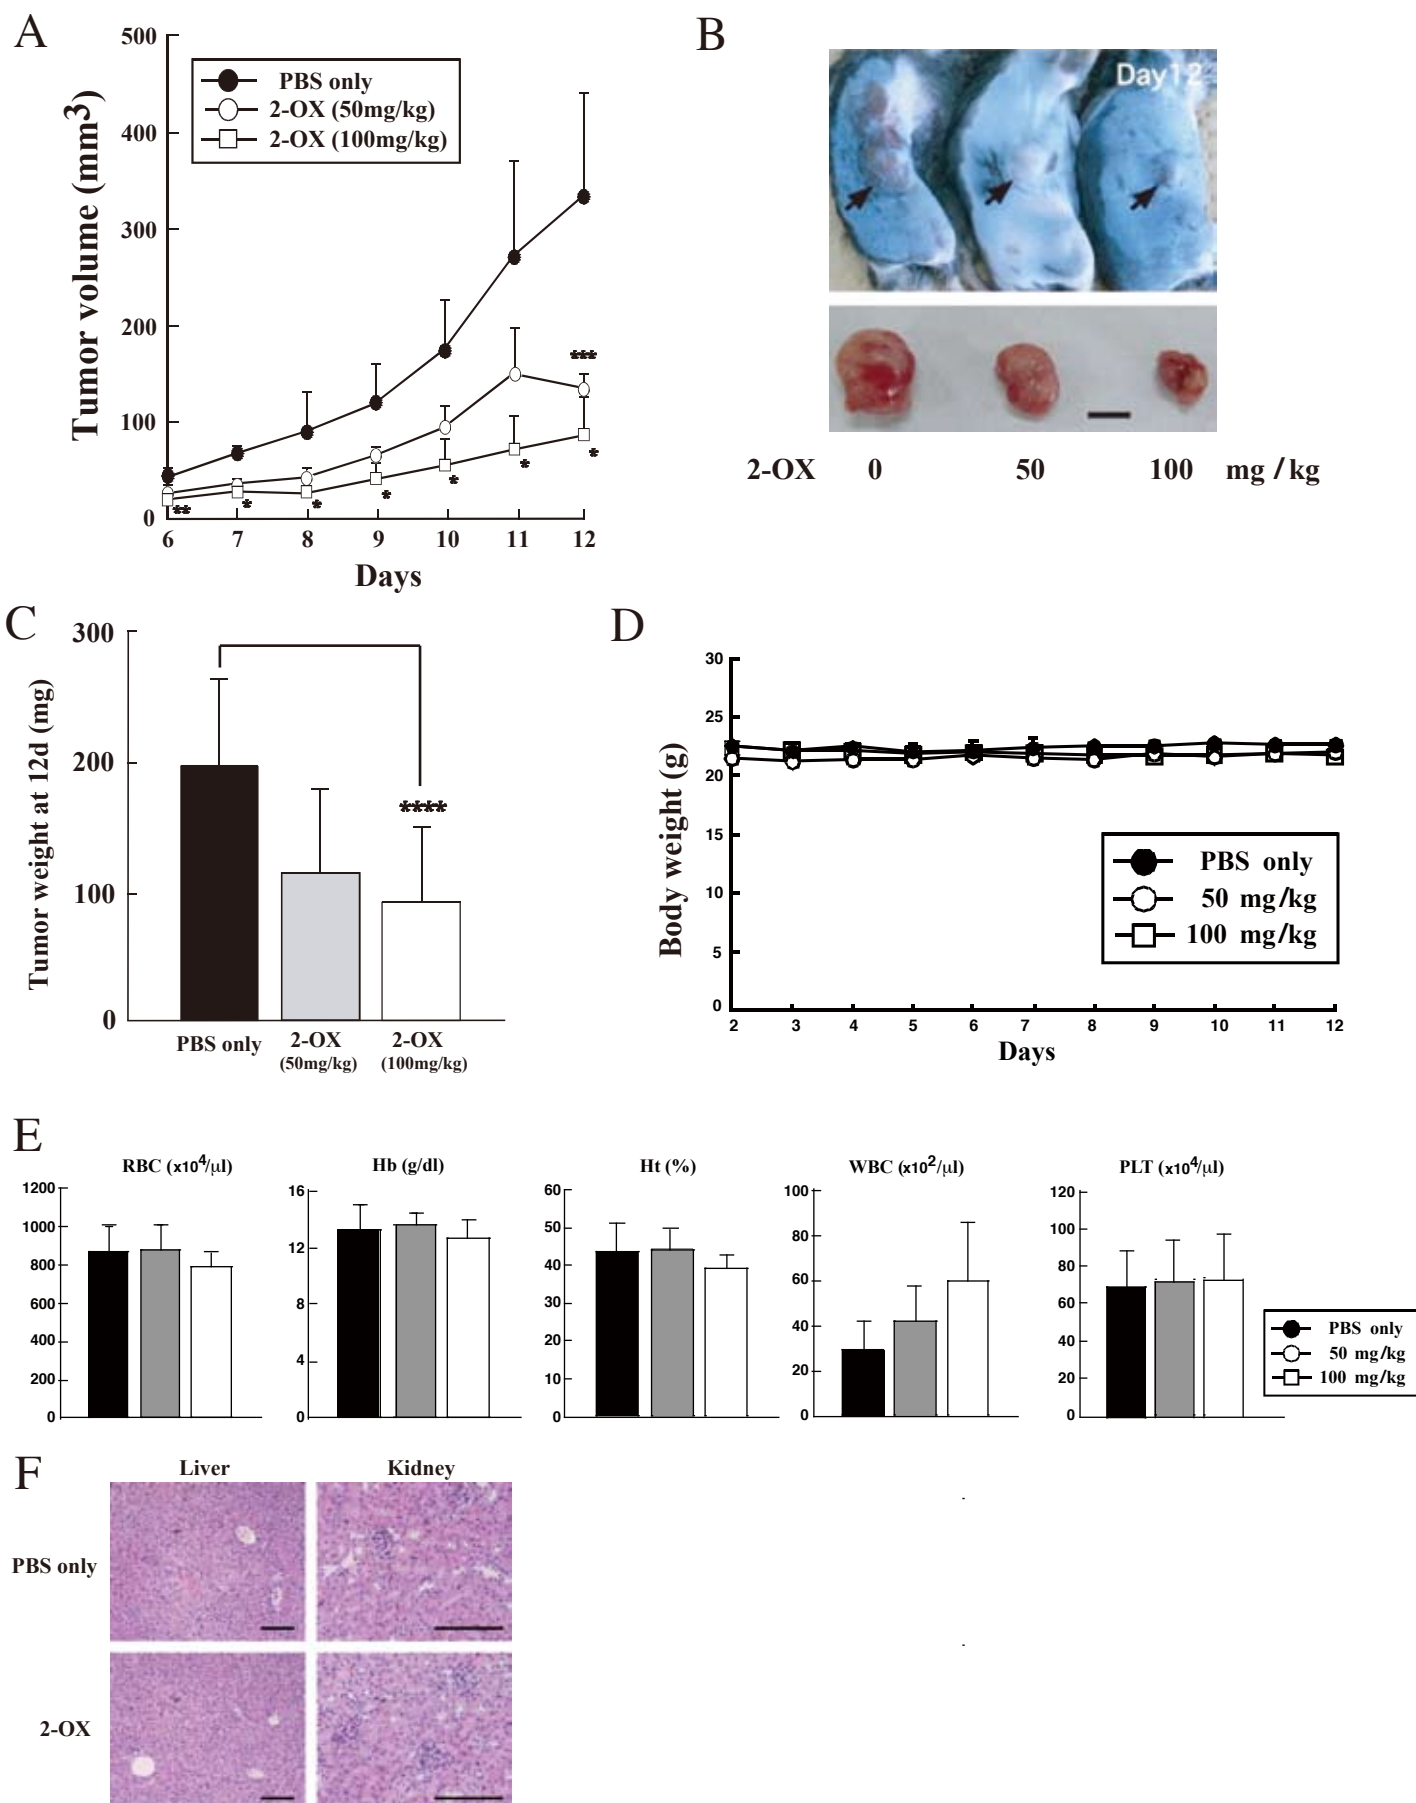 A
Tumor volume (mm3)
500
400
300
200
100
0
PBS only
2-OX (50mg/kg)
2-OX (100mg/kg)
***
** * * * * * *
6 7 8 9 10 11 12
Days
B
Day12
2-OX 0 50 100 mg / kg
C
Tumor weight at 12d (mg)
300
200
100
0
****
PBS only 2-OX (50mg/kg) 2-OX (100mg/kg)
D
Body weight (g)
30
25
20
15
10
5
0
PBS only
50 mg/kg
100 mg/kg
2 3 4 5 6 7 8 9 10 11 12
Days
E
RBC (x104/μl)
1200
1000
800
600
400
200
0
Hb (g/dl)
16
12
8
4
0
Ht (%)
60
50
40
30
20
10
0
WBC (x102/μl)
100
80
60
40
20
0
PLT (x104/μl)
120
100
80
60
40
20
0
PBS only
50 mg/kg
100 mg/kg
F
Liver Kidney
PBS only
2-OX